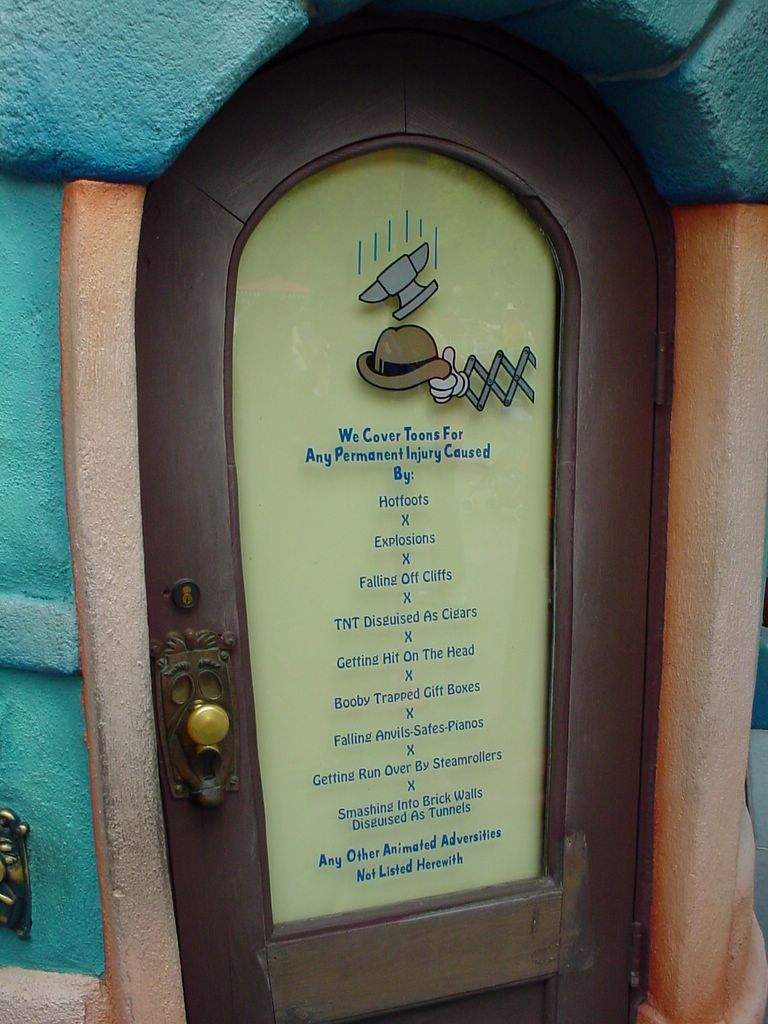 We Cover Toons For
Any Permanent Injury Caused
By:
Hotfoots
X
Explosions
X
Falling Off Cliffs
X
TNT Disguised As Cigars
X
Getting Hit On The Head
X
Booby Trapped Gift Boxes
X
Falling Anvils-Safes-Pianos
X
Getting Run Over By Steamrollers
X
Smashing Into Brick Walls
Disguised As Tunnels
Any Other Animated Adversities
Not Listed Herewith